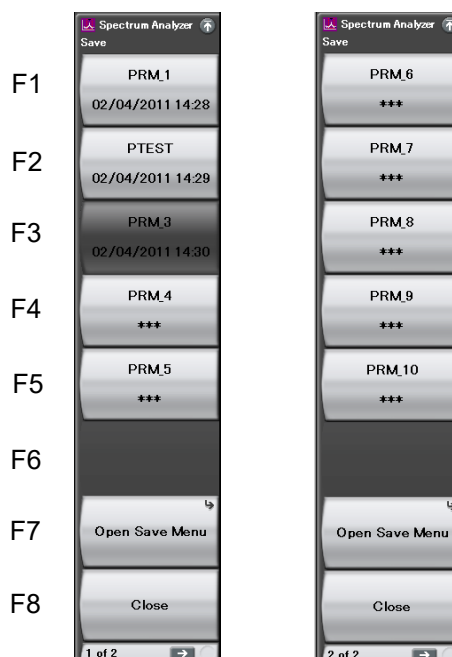 Spectrum Analyzer
Save
F1
PRM_1
02/04/2011 14:28
F2
PTEST
02/04/2011 14:29
F3
PRM_3
02/04/2011 14:30
F4
PRM_4
***
F5
PRM_5
***
F6
F7
Open Save Menu
F8
Close
1 of 2
Spectrum Analyzer
Save
PRM_6
***
PRM_7
***
PRM_8
***
PRM_9
***
PRM_10
***
Open Save Menu
Close
2 of 2